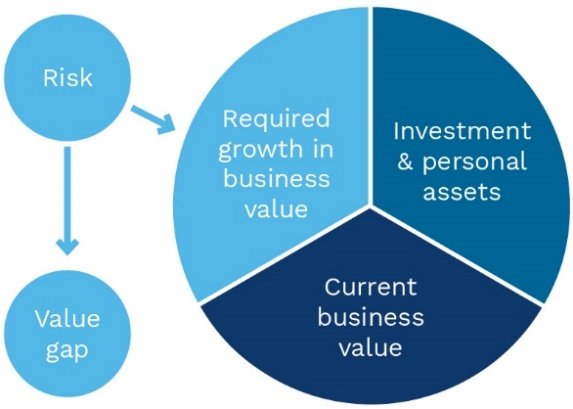 Risk
Required
growth in
business
value
Investment
& personal
assets
Current
business
value
Value
gap